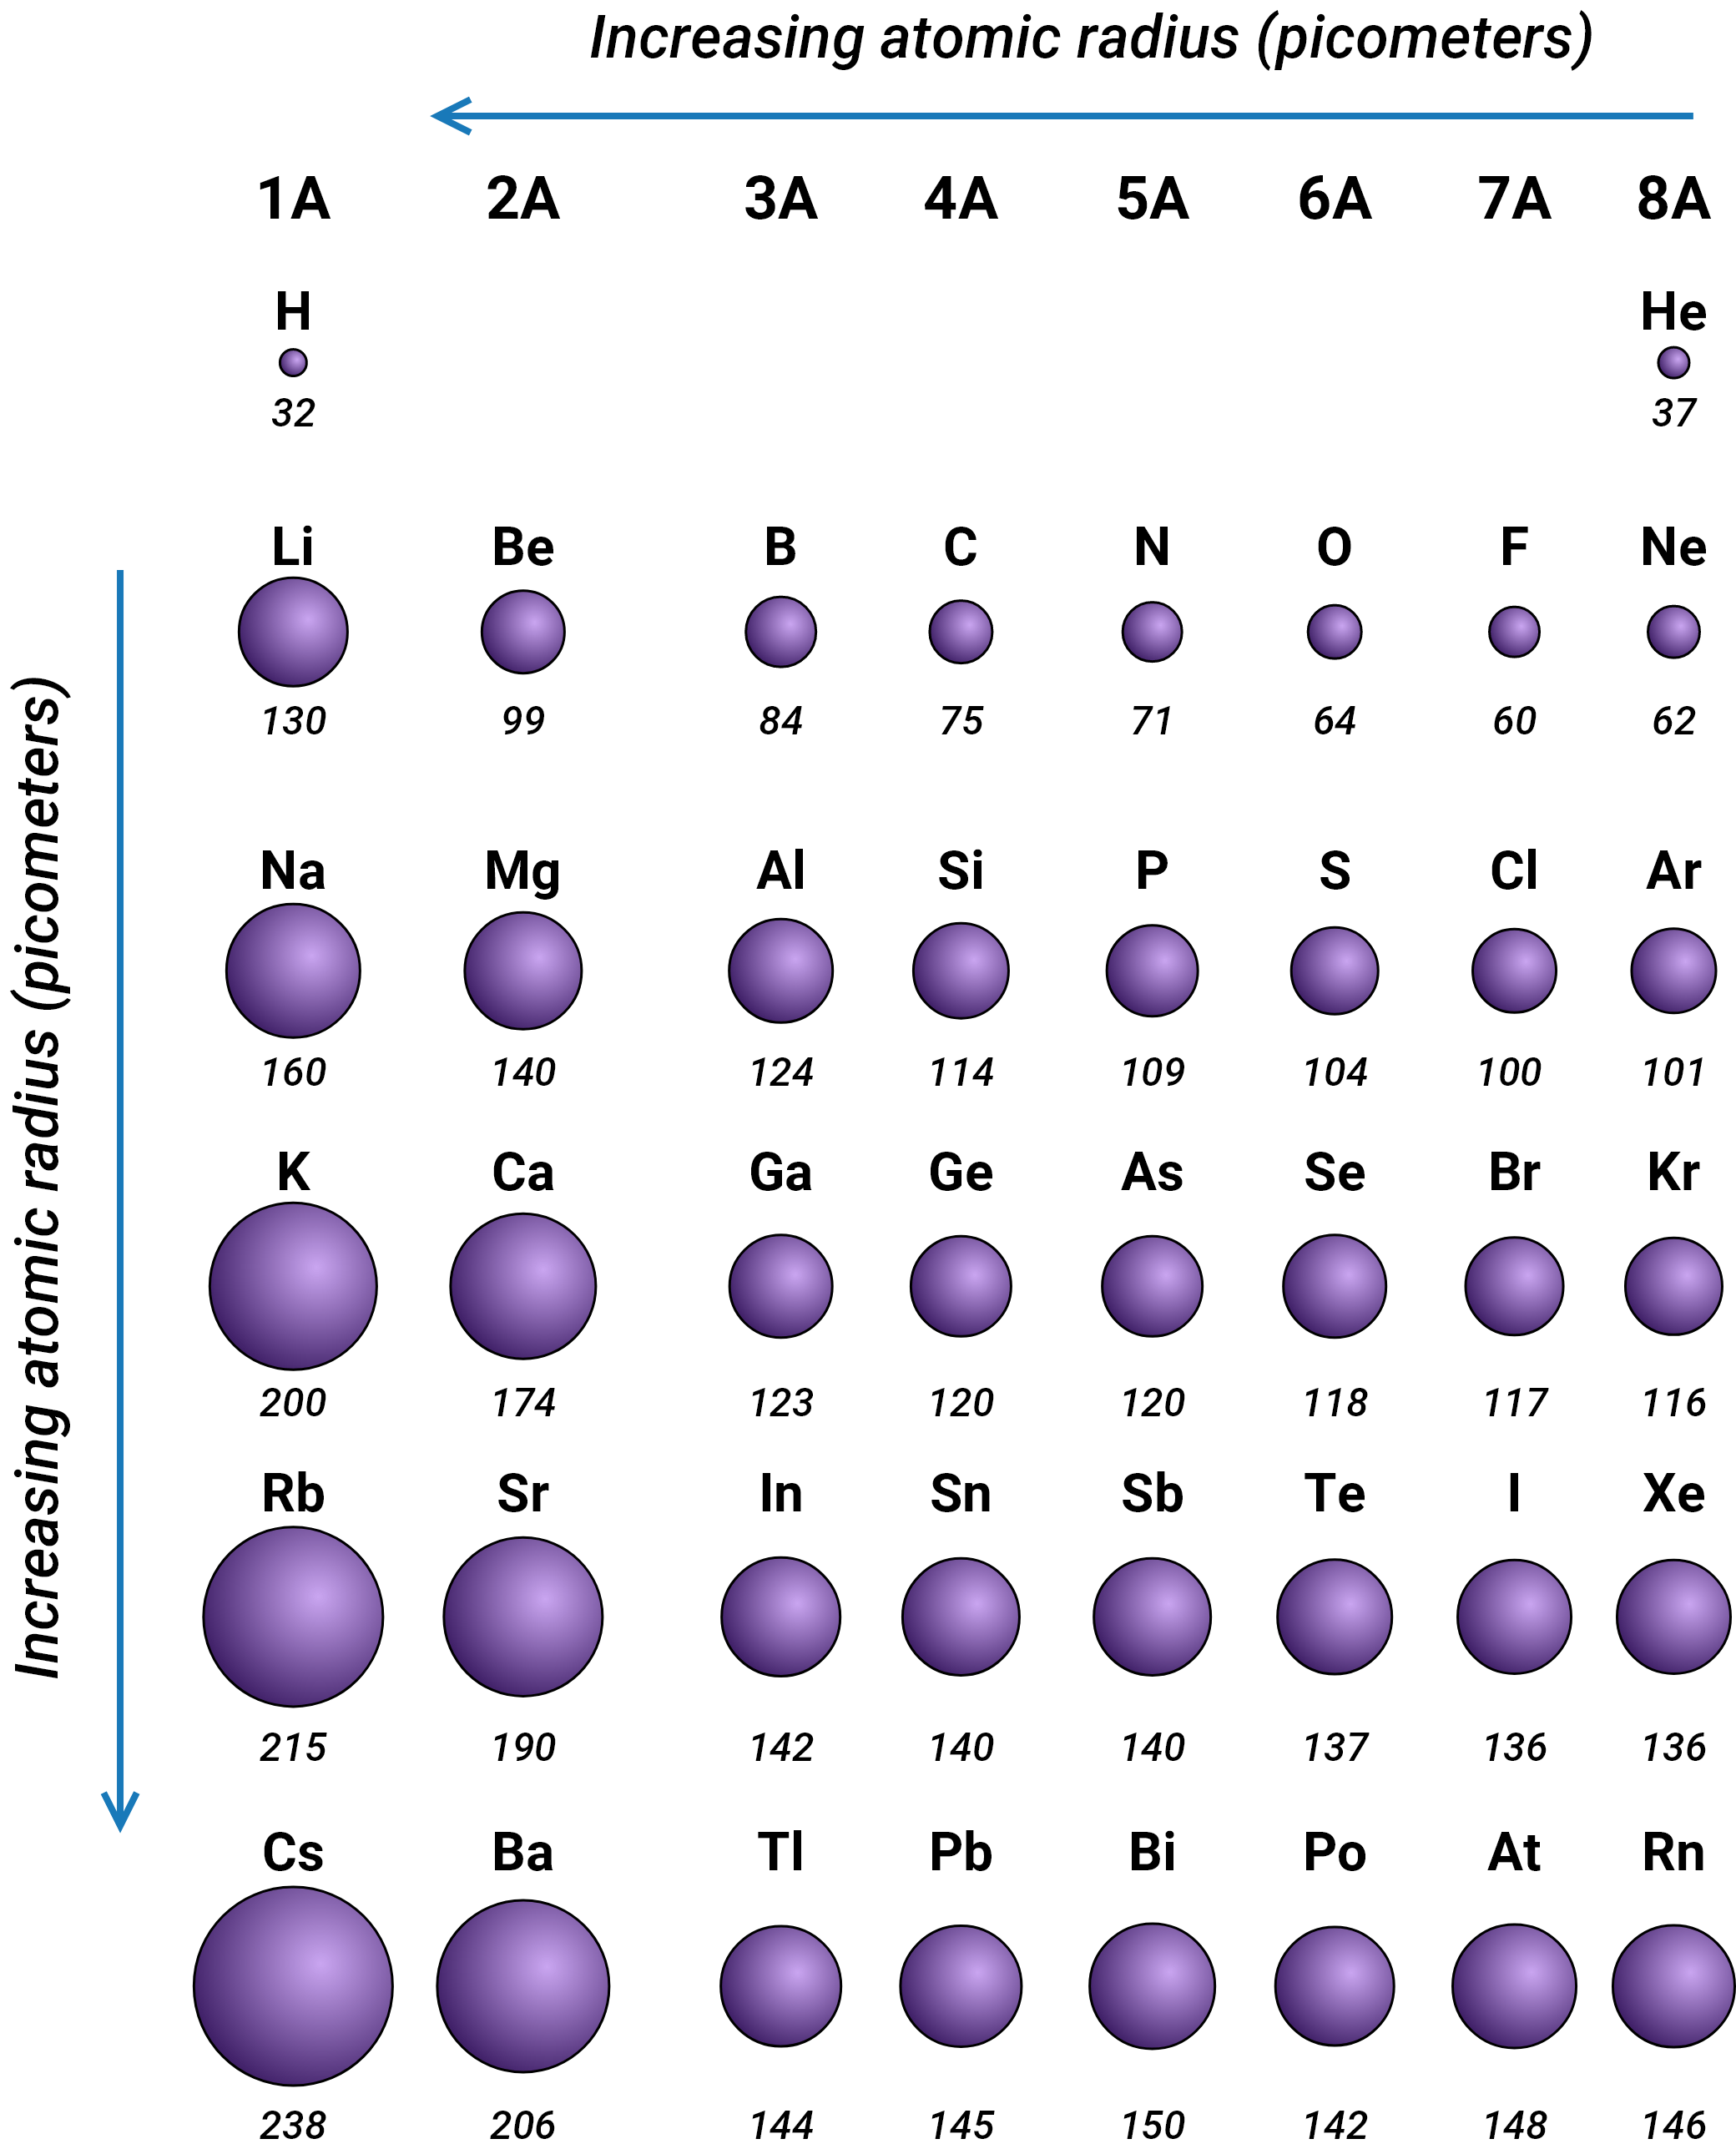 Increasing atomic radius (picometers)
1A 2A 3A 4A 5A 6A 7A 8A
H He
32 37
Li Be B C N O F Ne
130 99 84 75 71 64 60 62
Na Mg Al Si P S Cl Ar
160 140 124 114 109 104 100 101
K Ca Ga Ge As Se Br Kr
200 174 123 120 120 118 117 116
Rb Sr In Sn Sb Te I Xe
215 190 142 140 140 137 136 136
Cs Ba Tl Pb Bi Po At Rn
238 206 144 145 150 142 148 146
Increasing atomic radius (picometers)